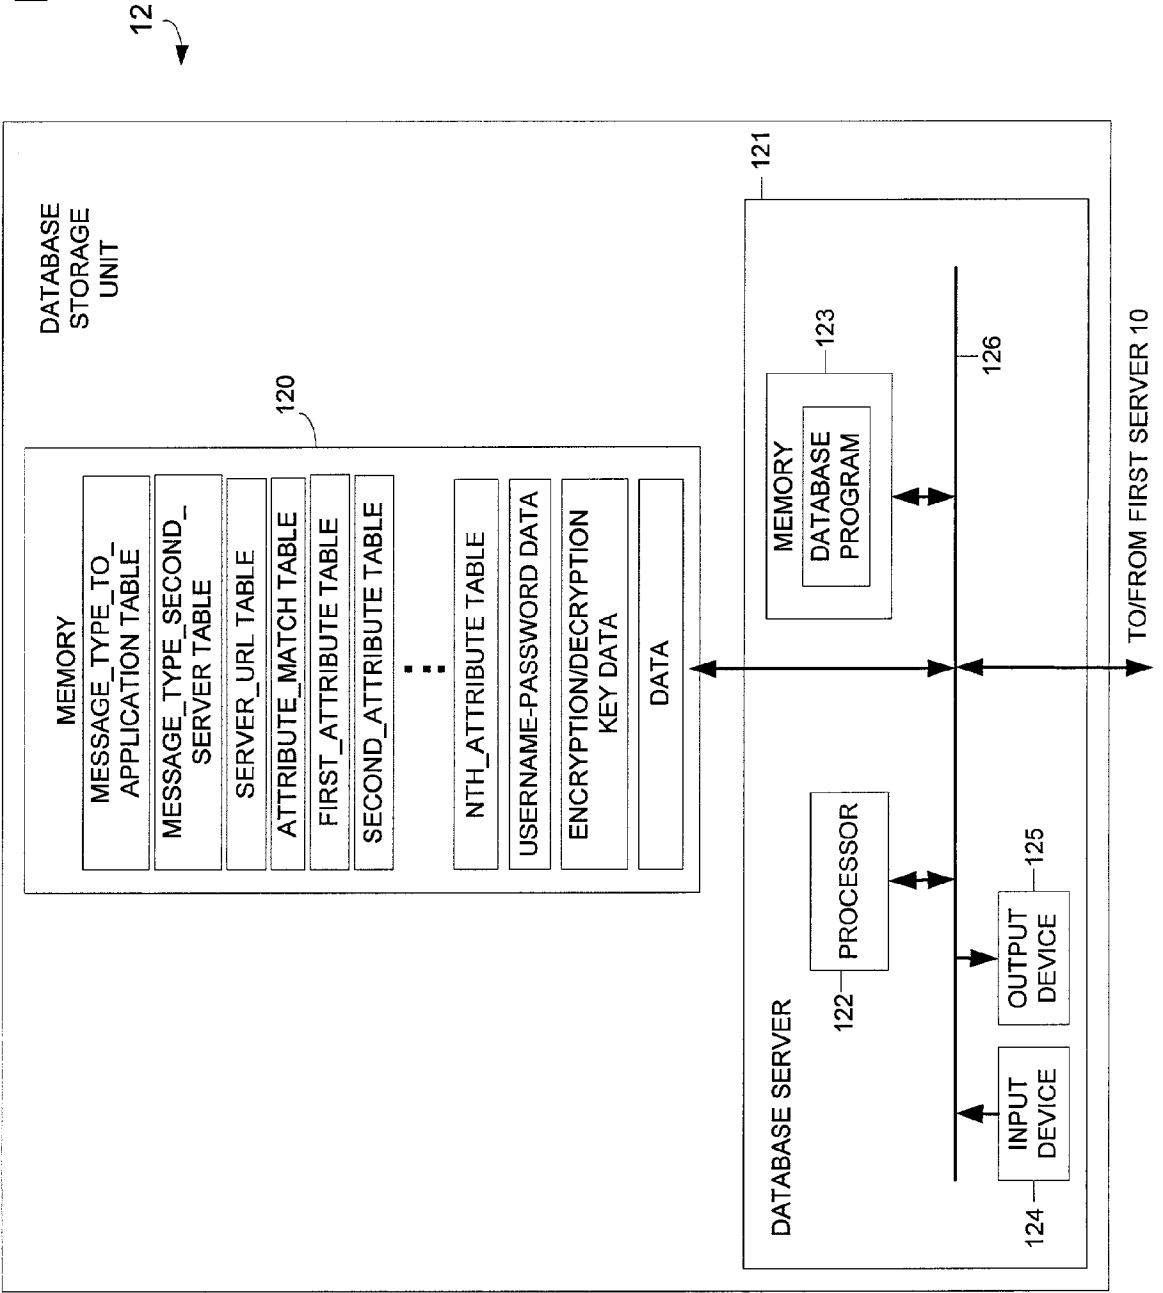 12
DATABASE
STORAGE
UNIT
120
MEMORY
MESSAGE_TYPE_TO_
APPLICATION TABLE
MESSAGE_TYPE_SECOND_
SERVER TABLE
SERVER_URL TABLE
ATTRIBUTE_MATCH TABLE
FIRST_ATTRIBUTE TABLE
SECOND_ATTRIBUTE TABLE
NTH_ATTRIBUTE TABLE
USERNAME-PASSWORD DATA
ENCRYPTION/DECRYPTION
KEY DATA
DATA
121
DATABASE SERVER
122
PROCESSOR
MEMORY
DATABASE
PROGRAM
123
126
124
INPUT
DEVICE
OUTPUT
DEVICE
125
TO/FROM FIRST SERVER 10